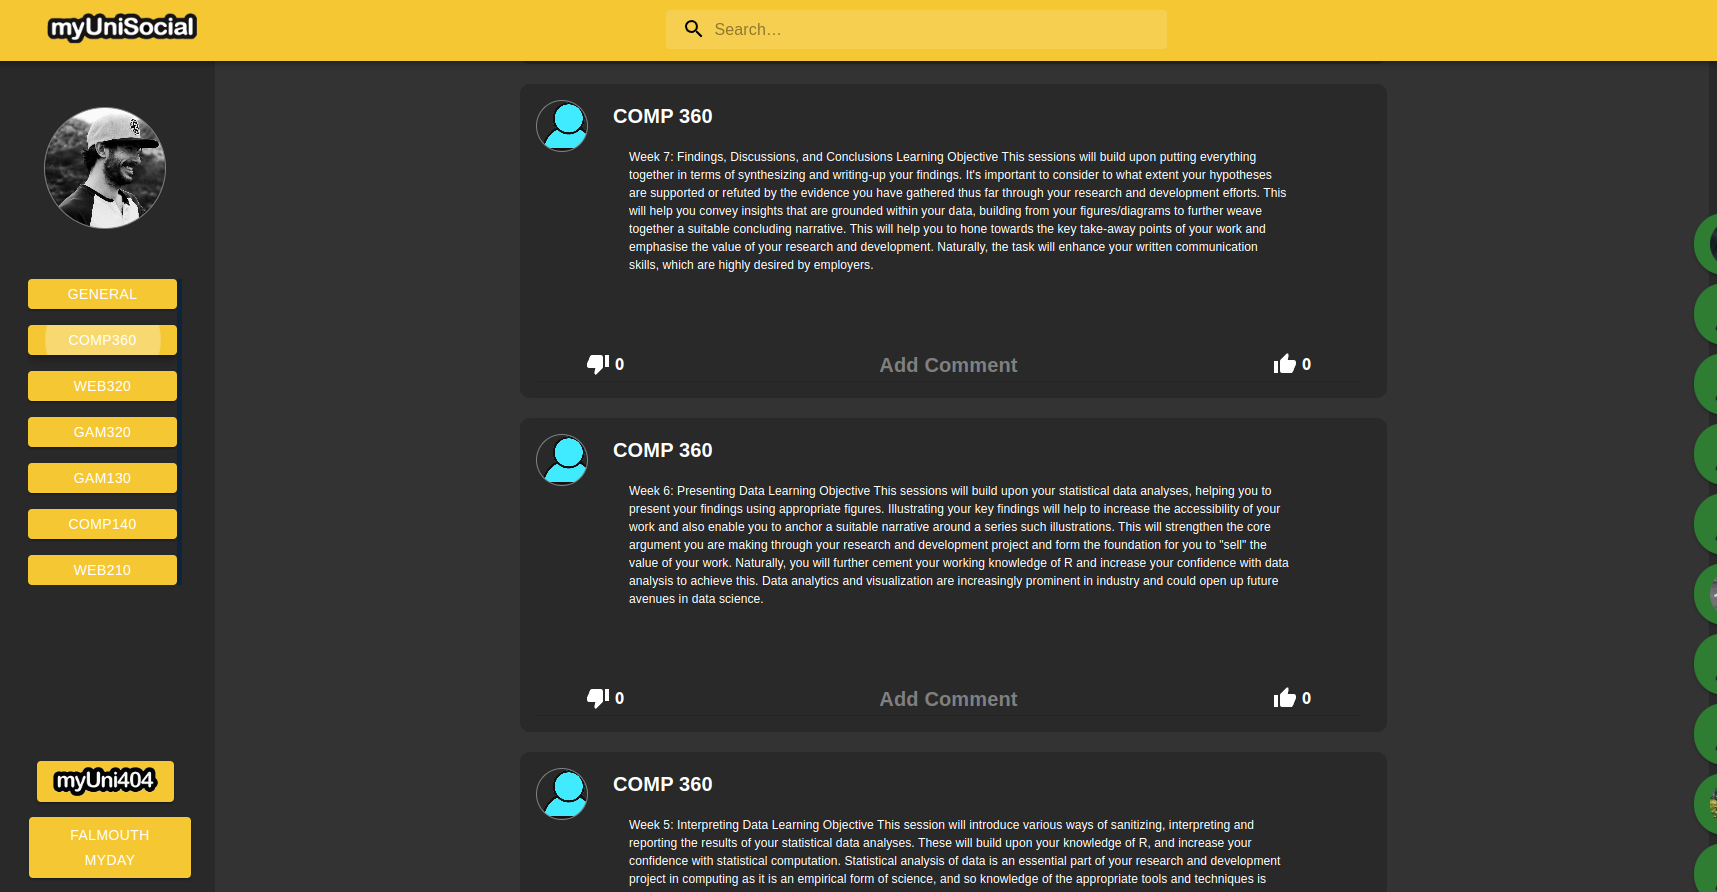 myUniSocial
Search…
GENERAL
COMP360
WEB320
GAM320
GAM130
COMP140
WEB210
myUni404
FALMOUTH
MYDAY
COMP 360
Week 7: Findings, Discussions, and Conclusions Learning Objective This sessions will build upon putting everything
together in terms of synthesizing and writing-up your findings. It's important to consider to what extent your hypotheses
are supported or refuted by the evidence you have gathered thus far through your research and development efforts. This
will help you convey insights that are grounded within your data, building from your figures/diagrams to further weave
together a suitable concluding narrative. This will help you to hone towards the key take-away points of your work and
emphasise the value of your research and development. Naturally, the task will enhance your written communication
skills, which are highly desired by employers.
0 Add Comment 0
COMP 360
Week 6: Presenting Data Learning Objective This sessions will build upon your statistical data analyses, helping you to
present your findings using appropriate figures. Illustrating your key findings will help to increase the accessibility of your
work and also enable you to anchor a suitable narrative around a series such illustrations. This will strengthen the core
argument you are making through your research and development project and form the foundation for you to "sell" the
value of your work. Naturally, you will further cement your working knowledge of R and increase your confidence with data
analysis to achieve this. Data analytics and visualization are increasingly prominent in industry and could open up future
avenues in data science.
0 Add Comment 0
COMP 360
Week 5: Interpreting Data Learning Objective This session will introduce various ways of sanitizing, interpreting and
reporting the results of your statistical data analyses. These will build upon your knowledge of R, and increase your
confidence with statistical computation. Statistical analysis of data is an essential part of your research and development
project in computing as it is an empirical form of science, and so knowledge of the appropriate tools and techniques is